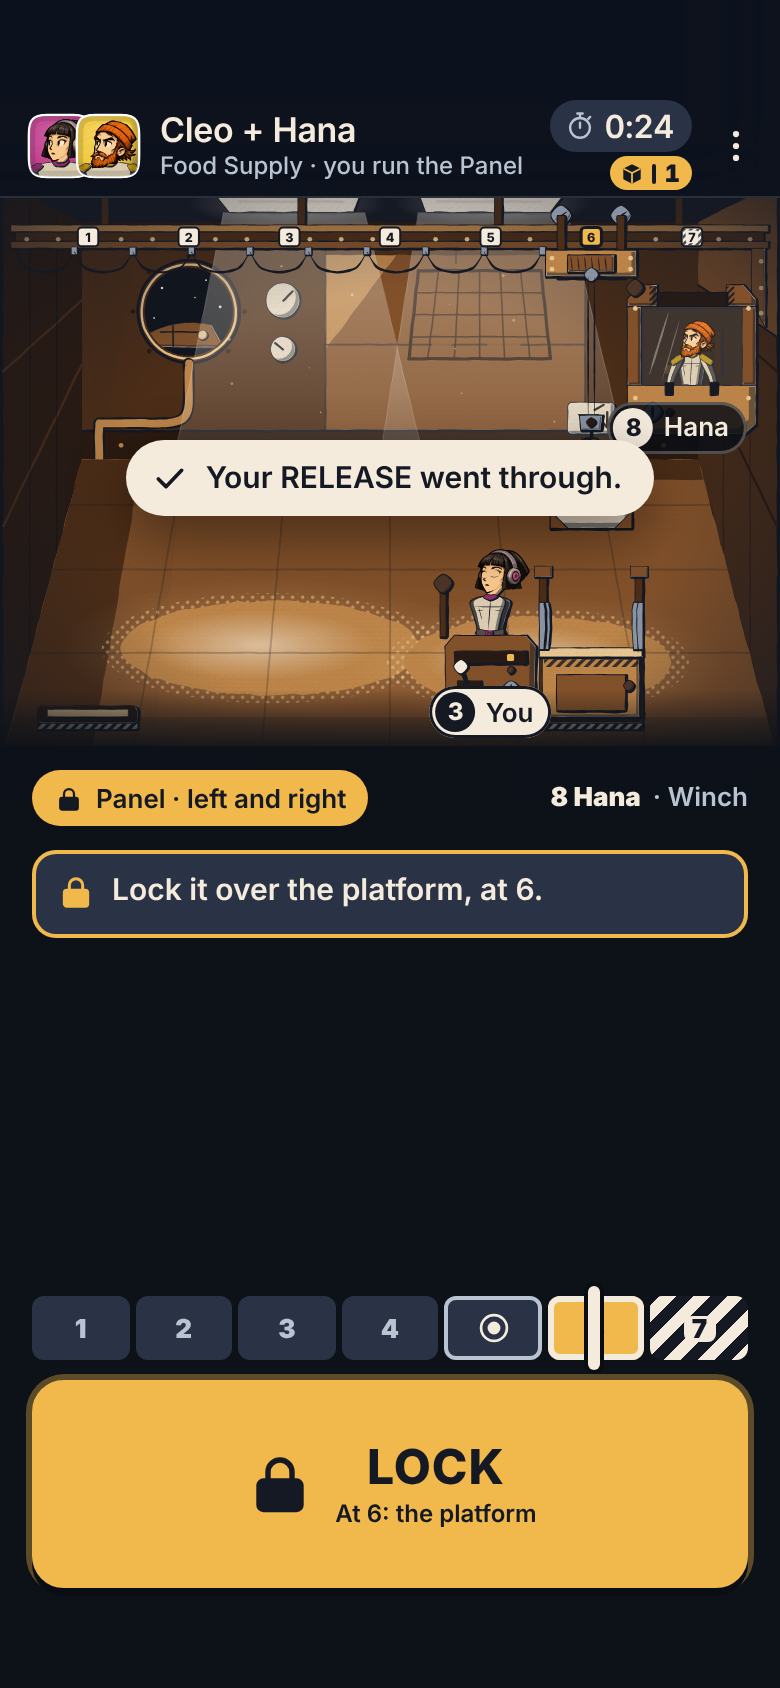 Cleo + Hana
Food Supply · you run the Panel
0:24
1
1 2 3 4 5 6 7
8 Hana
Your RELEASE went through.
3 You
Panel · left and right
8 Hana · Winch
Lock it over the platform, at 6.
1 2 3 4 7
LOCK
At 6: the platform